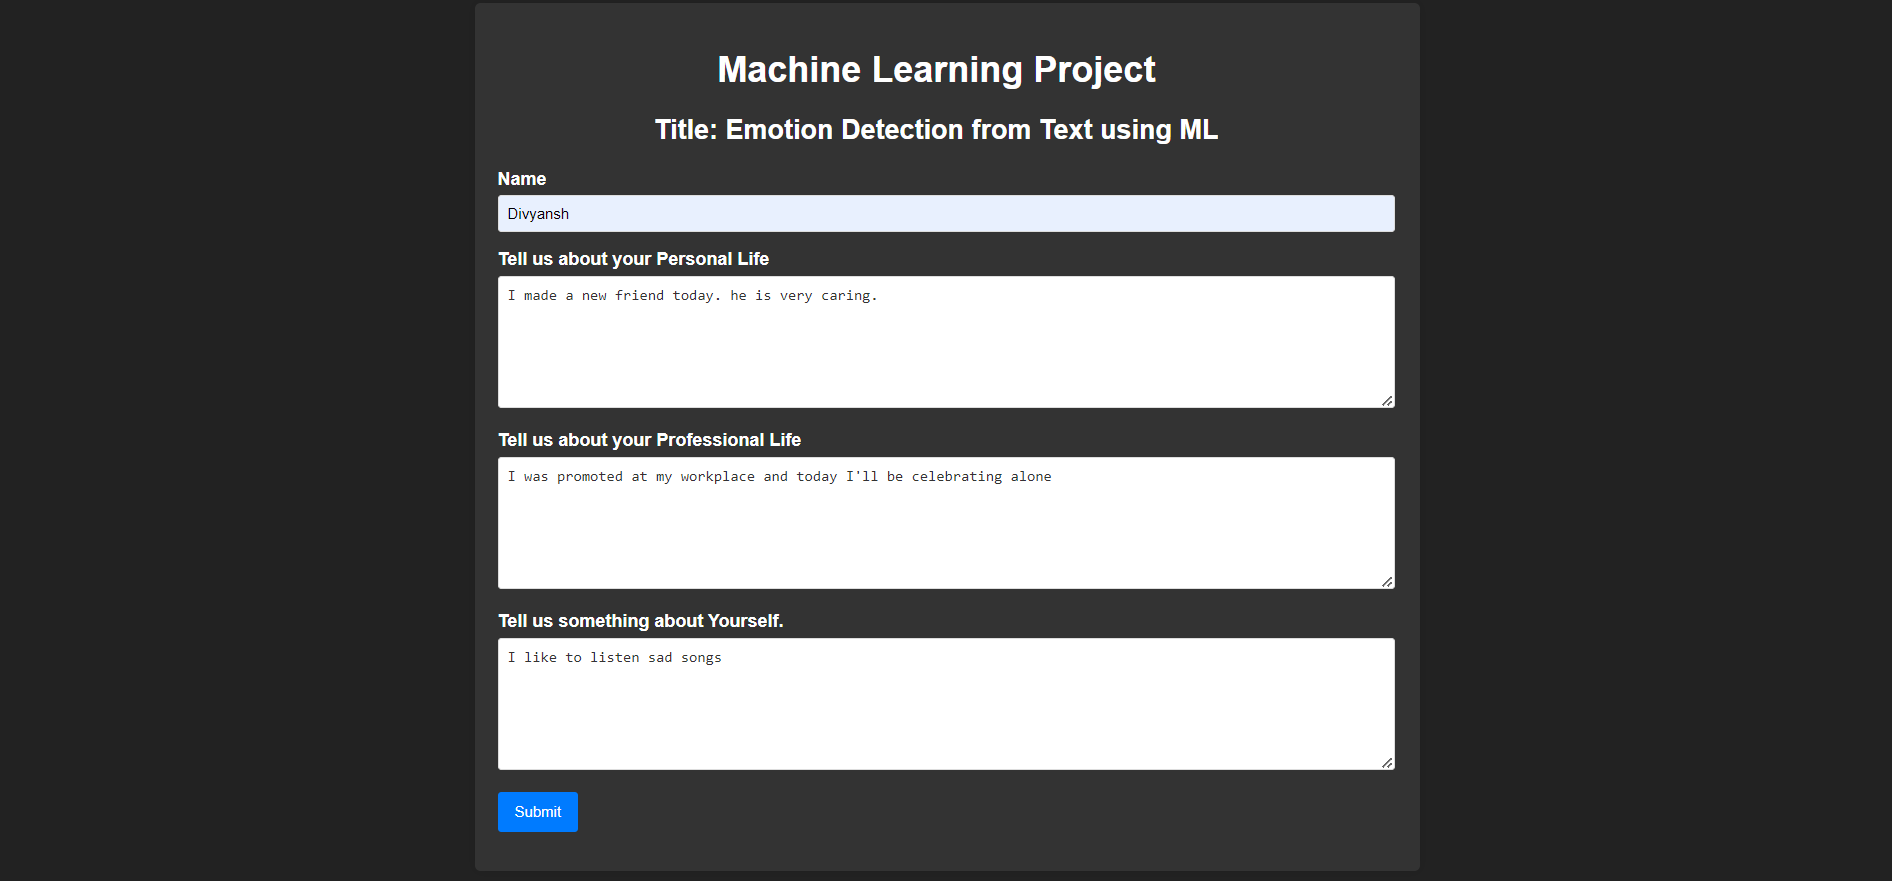 Machine Learning Project
Title: Emotion Detection from Text using ML
Name
Divyansh
Tell us about your Personal Life
I made a new friend today. he is very caring.
Tell us about your Professional Life
I was promoted at my workplace and today I'll be celebrating alone
Tell us something about Yourself.
I like to listen sad songs
Submit